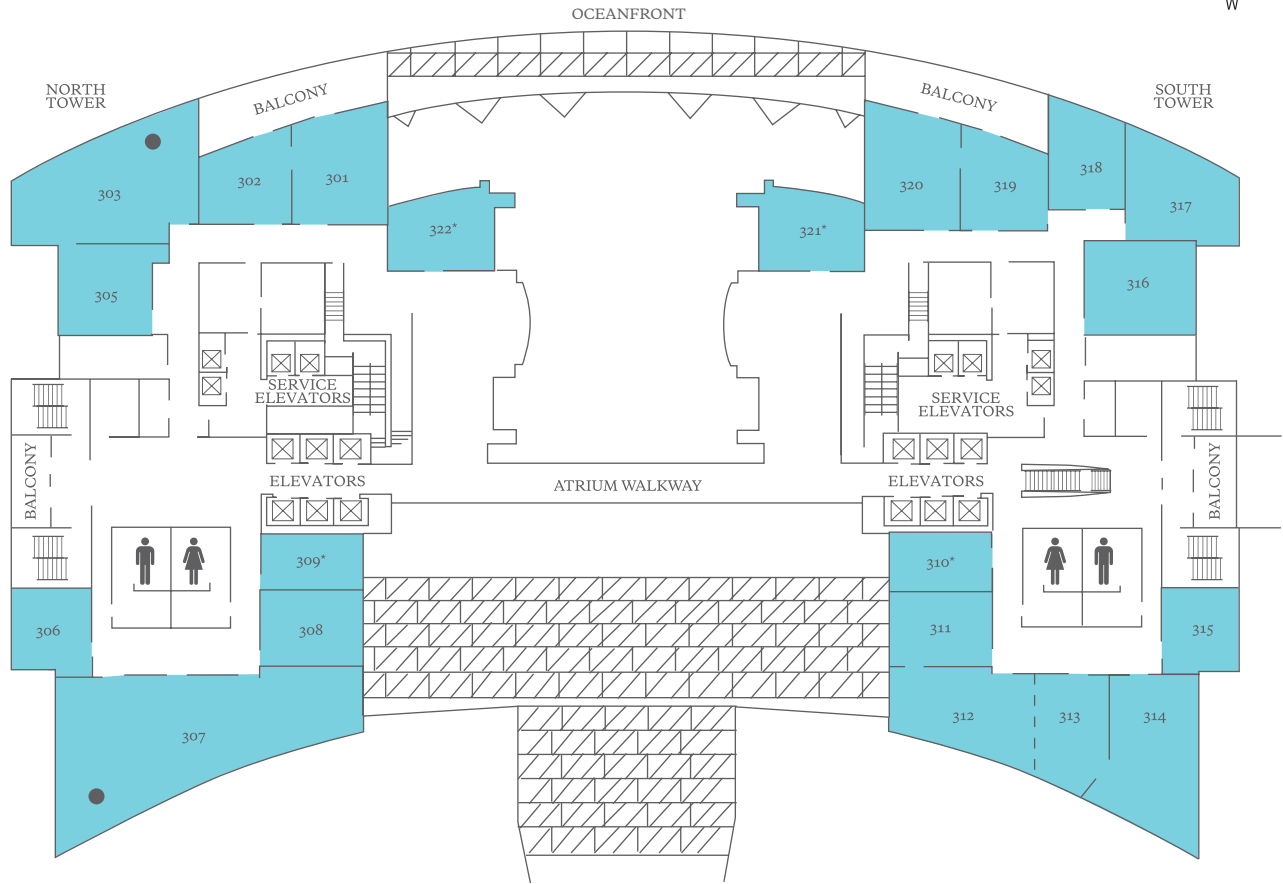 W
OCEANFRONT
NORTH
TOWER
BALCONY
BALCONY
SOUTH
TOWER
303
302
301
322*
321*
320
319
318
317
305
316
SERVICE
ELEVATORS
SERVICE
ELEVATORS
BALCONY
ELEVATORS
ATRIUM WALKWAY
ELEVATORS
BALCONY
309*
310*
306
308
311
315
307
312
313
314